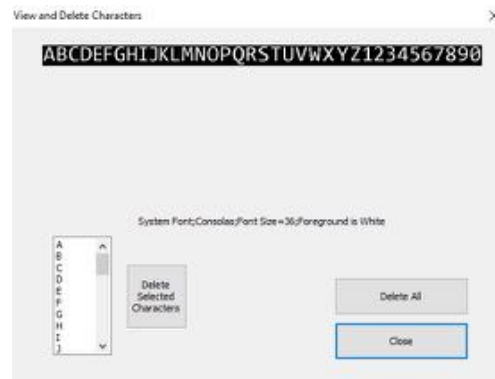 View and Delete Characters
ABCDEFGHIJKLMNOPQRSTUVWXYZ1234567890
System Font;Consolas;Font Size=36;Foreground is White
A
B
C
D
E
F
G
H
I
J
Delete
Selected
Characters
Delete All
Close